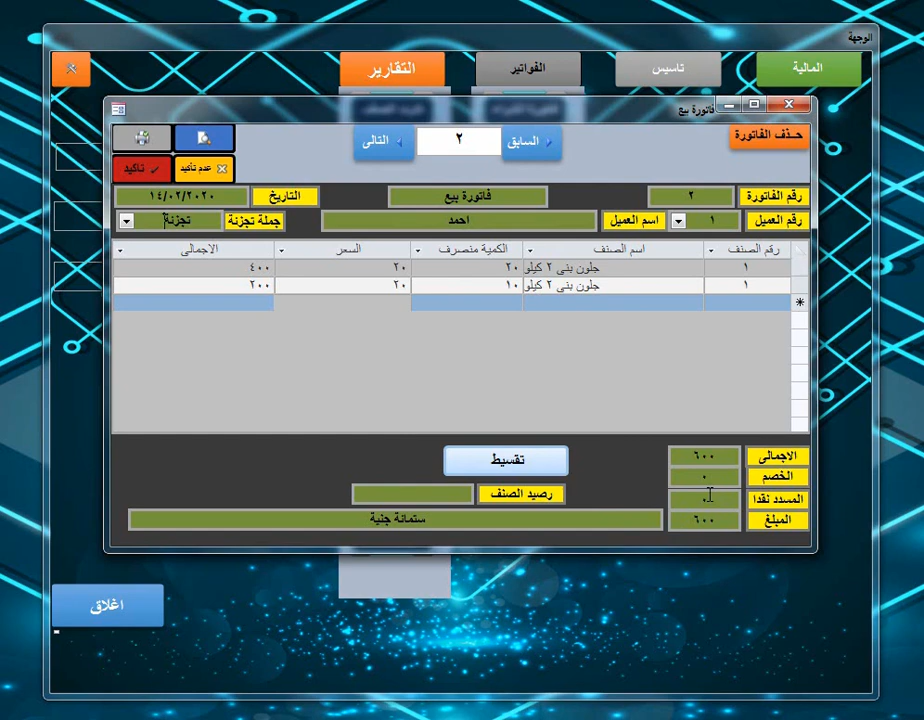 الوجهة
المالية
تاسيس
الفواتير
التقارير
فاتورة بيع
حـذف الفاتورة
السابق
٢
التالى
عدم تأكيد
تاكيد
رقم الفاتورة
٢
فاتورة بيع
التاريخ
١٤/٠٢/٢٠٢٠
رقم العميل
١
اسم العميل
احمد
جملة تجزئة
تجزئة
رقم الصنف اسم الصنف الكمية منصرف السعر الاجمالى
١ جلون بنى ٢ كيلو ٢٠ ٢٠ ٤٠٠
١ جلون بنى ٢ كيلو ١٠ ٢٠ ٢٠٠
الاجمالى
٦٠٠
تقسيط
الخصم
٠
المسدد نقدا
٠
رصيد الصنف
المبلغ
٦٠٠
ستمائة جنية
اغلاق